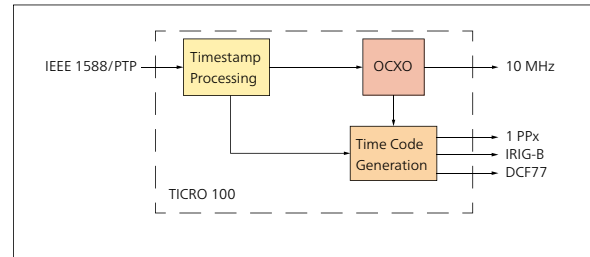 IEEE 1588/PTP
Timestamp
Processing
OCXO
10 MHz
Time Code
Generation
1 PPx
IRIG-B
DCF77
TICRO 100